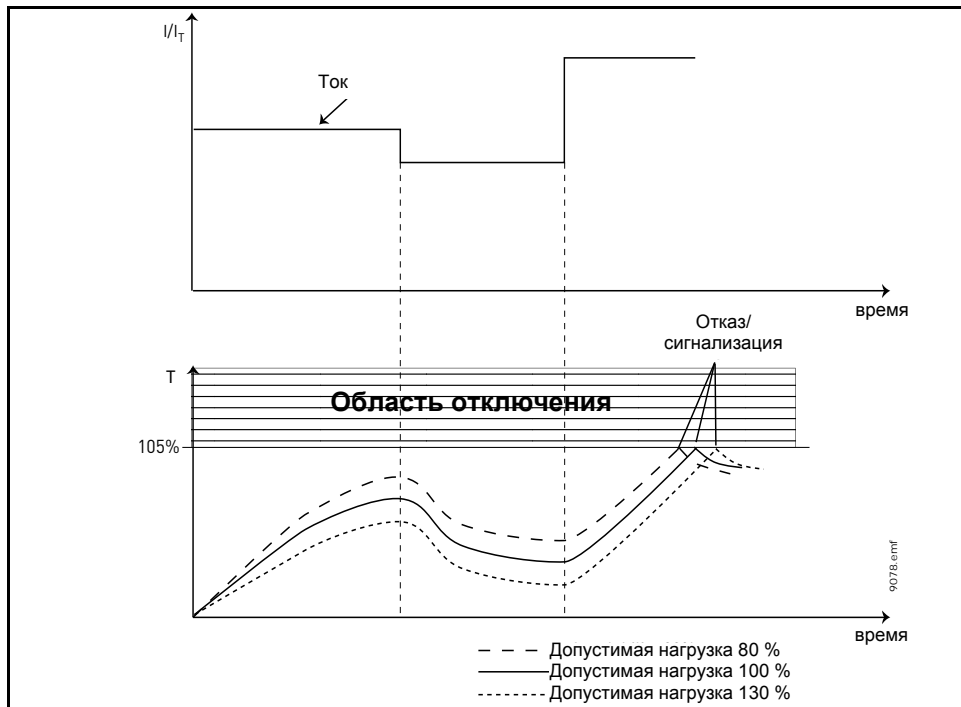 I/I_T
Ток
время
Отказ/
сигнализация
T
Область отключения
105%
9078.emf
время
Допустимая нагрузка 80 %
Допустимая нагрузка 100 %
Допустимая нагрузка 130 %